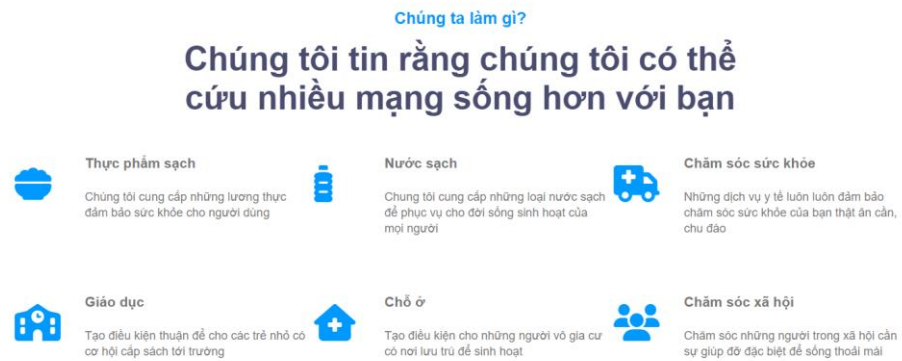 Chúng ta làm gì?
Chúng tôi tin rằng chúng tôi có thể
cứu nhiều mạng sống hơn với bạn
Thực phẩm sạch
Chúng tôi cung cấp những lương thực
đảm bảo sức khỏe cho người dùng
Nước sạch
Chung tôi cung cấp những loại nước sạch
để phục vụ cho đời sống sinh hoạt của
mọi người
Chăm sóc sức khỏe
Những dịch vụ y tế luôn luôn đảm bảo
chăm sóc sức khỏe của bạn thật ân cần,
chu đáo
Giáo dục
Tạo điều kiện thuận để cho các trẻ nhỏ có
cơ hội cắp sách tới trường
Chỗ ở
Tạo điều kiện cho những người vô gia cư
có nơi lưu trú để sinh hoạt
Chăm sóc xã hội
Chăm sóc những người trong xã hội cần
sự giúp đỡ đặc biệt để sống thoải mái